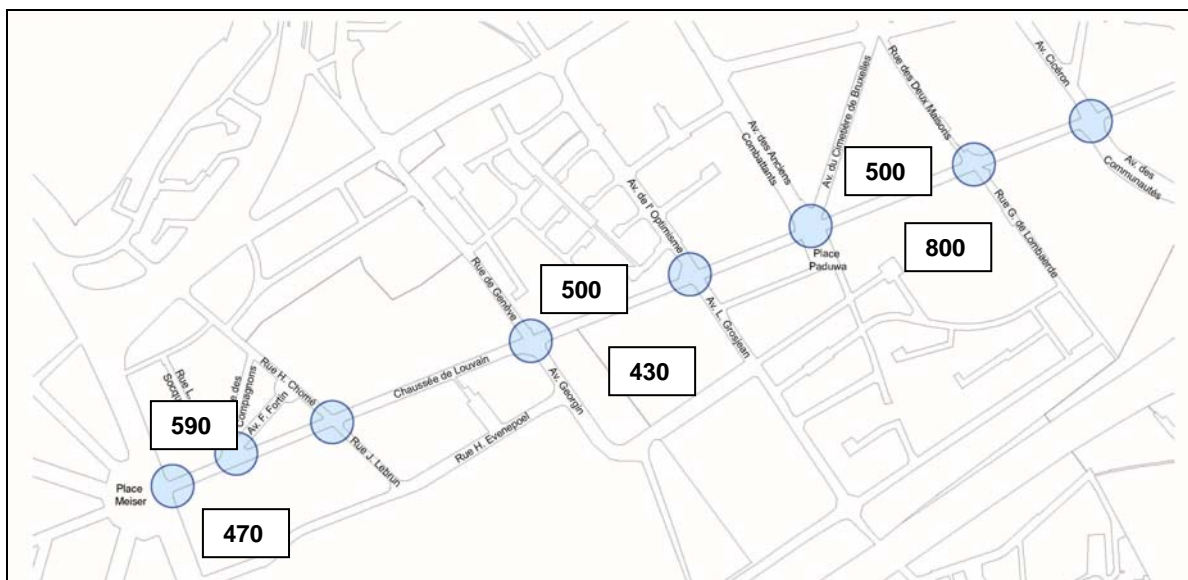 Av. Cicéron
Rue des Deux Maisons
Av. du Cimetière de Bruxelles
Av. des Anciens
Combattants
500
Av. des
Communautés
Av. de l' Optimisme
Rue G. de Lombaerde
800
Place
Paduwa
Rue de Genève
500
Av. L. Grosjean
Chaussée de Louvain
430
Av. Georgin
Rue H. Chomé
Rue L.
Compagnons
Av. F. Fortin
590
Rue J. Lebrun
Rue H. Evenepoel
Place
Meiser
470